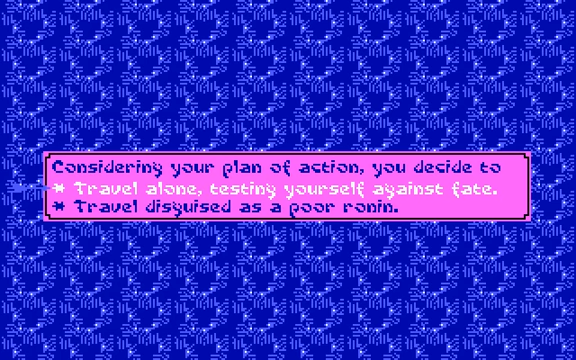 Considering your plan of action, you decide to
* Travel alone, testing yourself against fate.
* Travel disguised as a poor ronin.